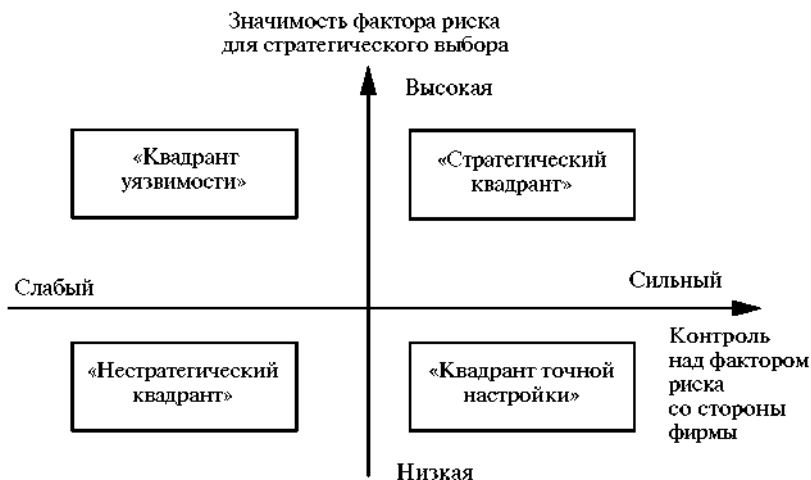 Значимость фактора риска
для стратегического выбора
Высокая
«Квадрант
уязвимости»
«Стратегический
квадрант»
Слабый
Сильный
«Нестратегический
квадрант»
«Квадрант точной
настройки»
Контроль
над фактором
риска
со стороны
фирмы
Низкая